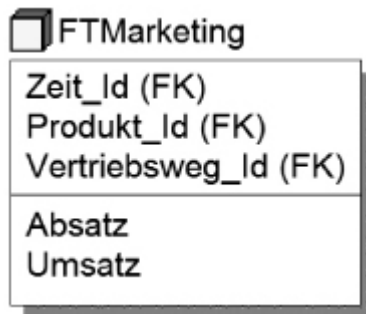 FTMarketing
Zeit_Id (FK)
Produkt_Id (FK)
Vertriebsweg_Id (FK)
Absatz
Umsatz